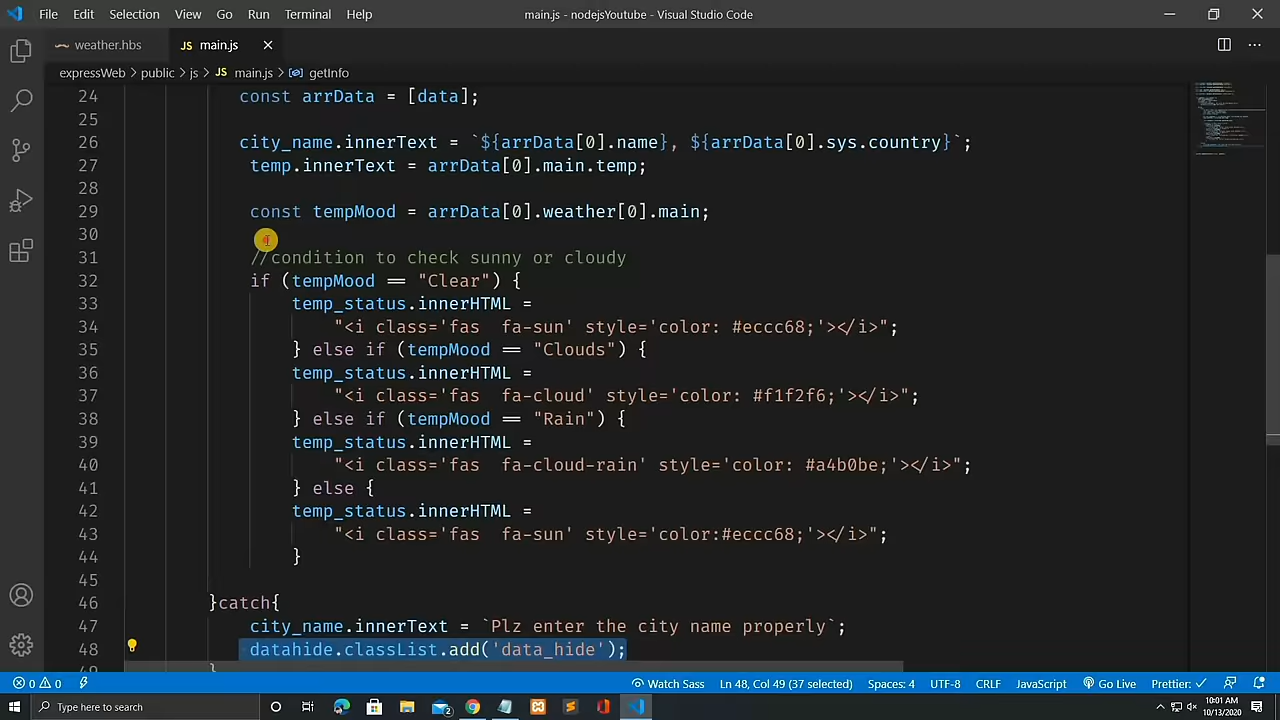 File Edit Selection View Go Run Terminal Help main.js - nodejsYoutube - Visual Studio Code
weather.hbs JS main.js
expressWeb > public > js > JS main.js > getInfo
24 const arrData = [data];
25
26 city_name.innerText = `${arrData[0].name}, ${arrData[0].sys.country}`;
27 temp.innerText = arrData[0].main.temp;
28
29 const tempMood = arrData[0].weather[0].main;
30
31 //condition to check sunny or cloudy
32 if (tempMood == "Clear") {
33 temp_status.innerHTML =
34 "<i class='fas  fa-sun' style='color: #eccc68;'></i>";
35 } else if (tempMood == "Clouds") {
36 temp_status.innerHTML =
37 "<i class='fas  fa-cloud' style='color: #f1f2f6;'></i>";
38 } else if (tempMood == "Rain") {
39 temp_status.innerHTML =
40 "<i class='fas  fa-cloud-rain' style='color: #a4b0be;'></i>";
41 } else {
42 temp_status.innerHTML =
43 "<i class='fas  fa-sun' style='color:#eccc68;'></i>";
44 }
45
46 }catch{
47 city_name.innerText = `Plz enter the city name properly`;
48 datahide.classList.add('data_hide');
49 }
0 0 Watch Sass Ln 48, Col 49 (37 selected) Spaces: 4 UTF-8 CRLF JavaScript Go Live Prettier: ✓
Type here to search 2 10:01 AM
10/13/2020